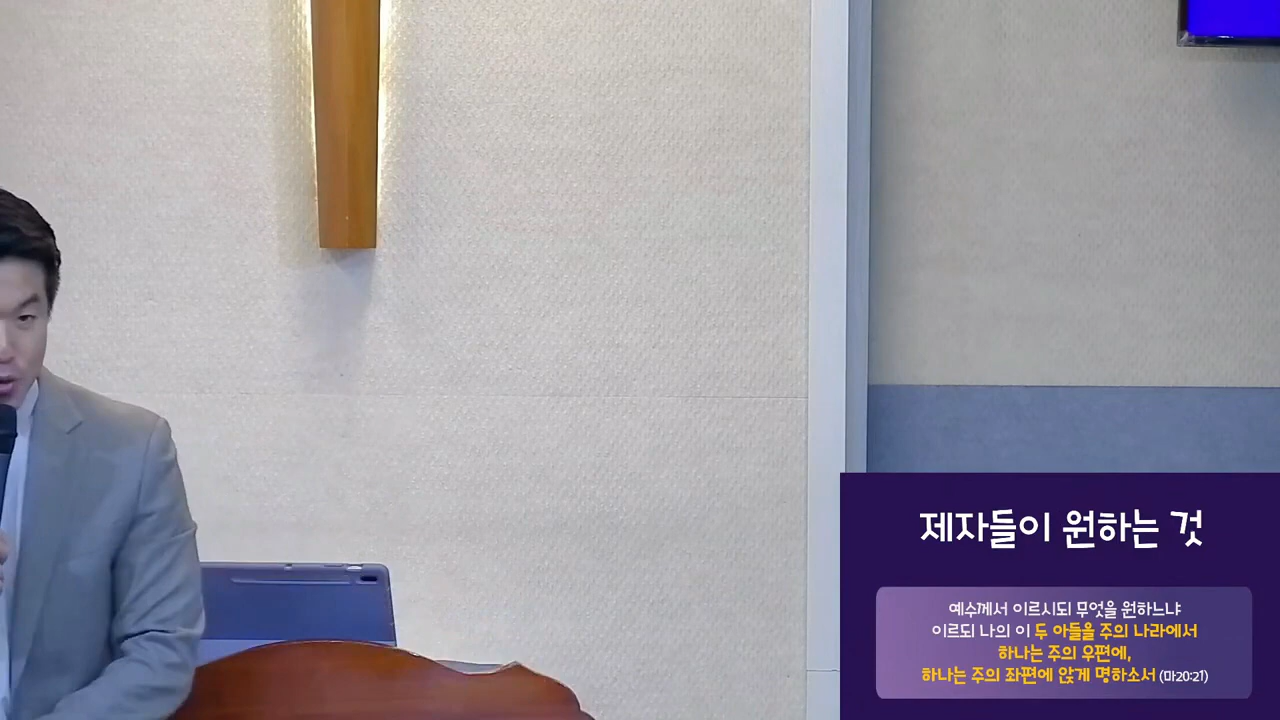 제자들이 원하는 것
예수께서 이르시되 무엇을 원하느냐
이르되 나의 이 두 아들을 주의 나라에서
하나는 주의 우편에,
하나는 주의 좌편에 앉게 명하소서 (마20:21)